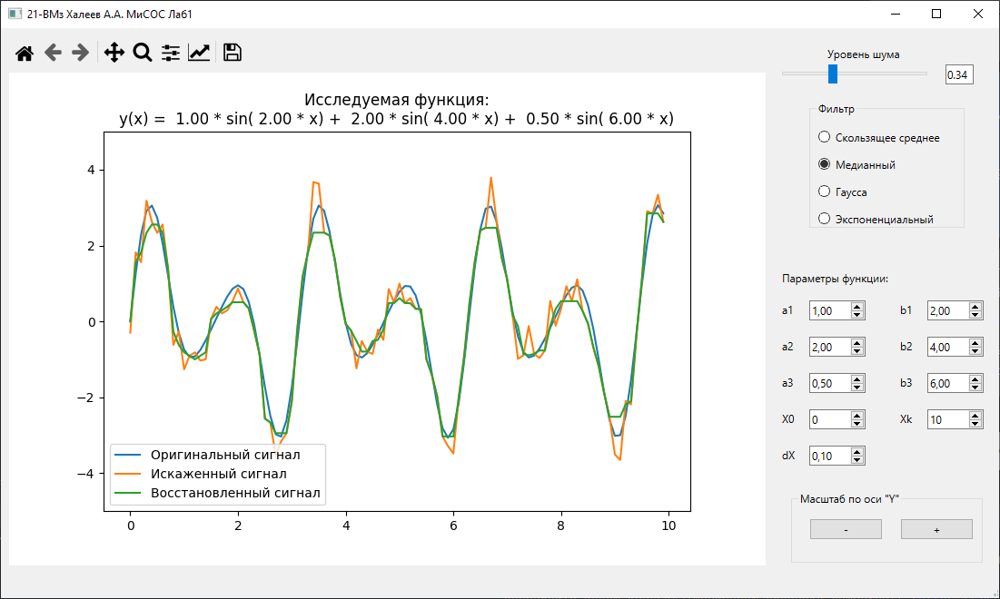 21-ВМз Халеев А.А. МиСОС Лаб1
Исследуемая функция:
y(x) =  1.00 * sin( 2.00 * x) +  2.00 * sin( 4.00 * x) +  0.50 * sin( 6.00 * x)
4
2
0
−2
−4
0 2 4 6 8 10
Оригинальный сигнал
Искаженный сигнал
Восстановленный сигнал
Уровень шума
0.34
Фильтр
Скользящее среднее
Медианный
Гаусса
Экспоненциальный
Параметры функции:
a1 1,00 b1 2,00
a2 2,00 b2 4,00
a3 0,50 b3 6,00
X0 0 Xk 10
dX 0,10
Масштаб по оси "Y"
- +